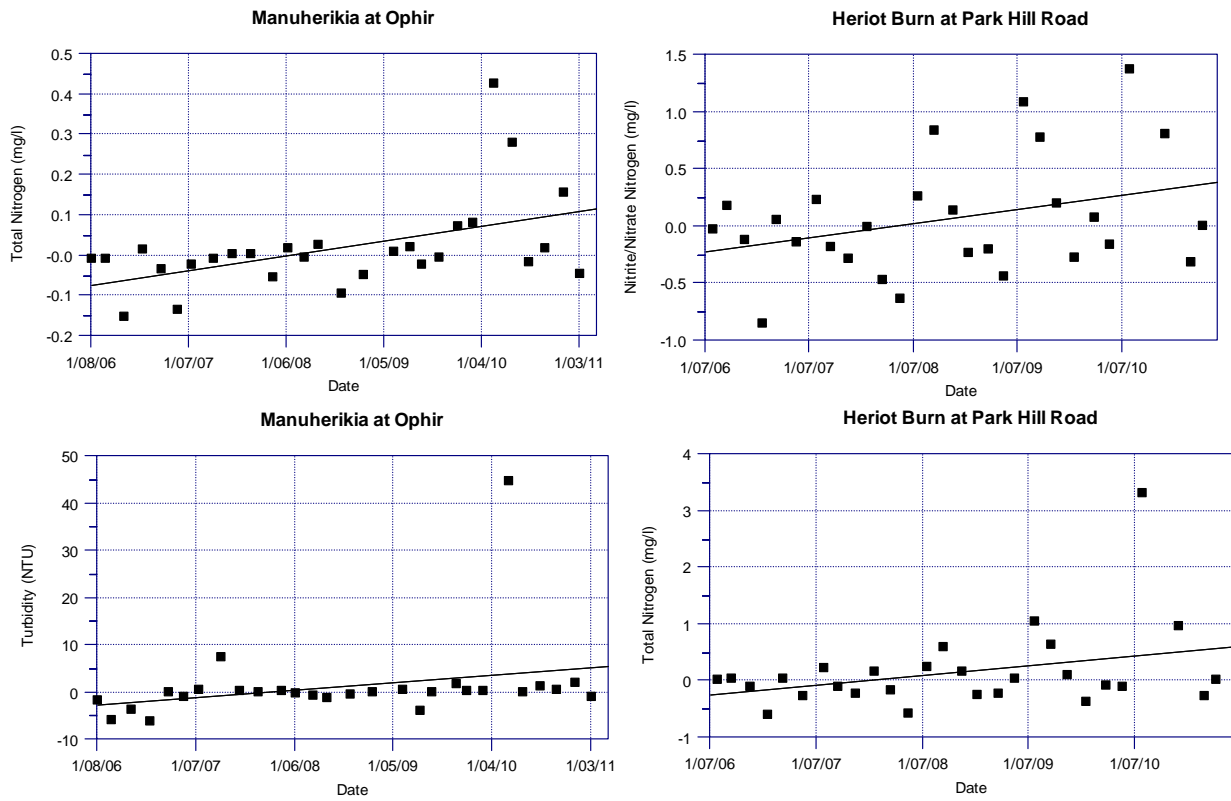 Manuherikia at Ophir
Total Nitrogen (mg/l)
0.5
0.4
0.3
0.2
0.1
-0.0
-0.1
-0.2
1/08/06 1/07/07 1/06/08 1/05/09 1/04/10 1/03/11
Date
Heriot Burn at Park Hill Road
Nitrite/Nitrate Nitrogen (mg/l)
1.5
1.0
0.5
0.0
-0.5
-1.0
1/07/06 1/07/07 1/07/08 1/07/09 1/07/10
Date
Manuherikia at Ophir
Turbidity (NTU)
50
40
30
20
10
0
-10
1/08/06 1/07/07 1/06/08 1/05/09 1/04/10 1/03/11
Date
Heriot Burn at Park Hill Road
Total Nitrogen (mg/l)
4
3
2
1
0
-1
1/07/06 1/07/07 1/07/08 1/07/09 1/07/10
Date